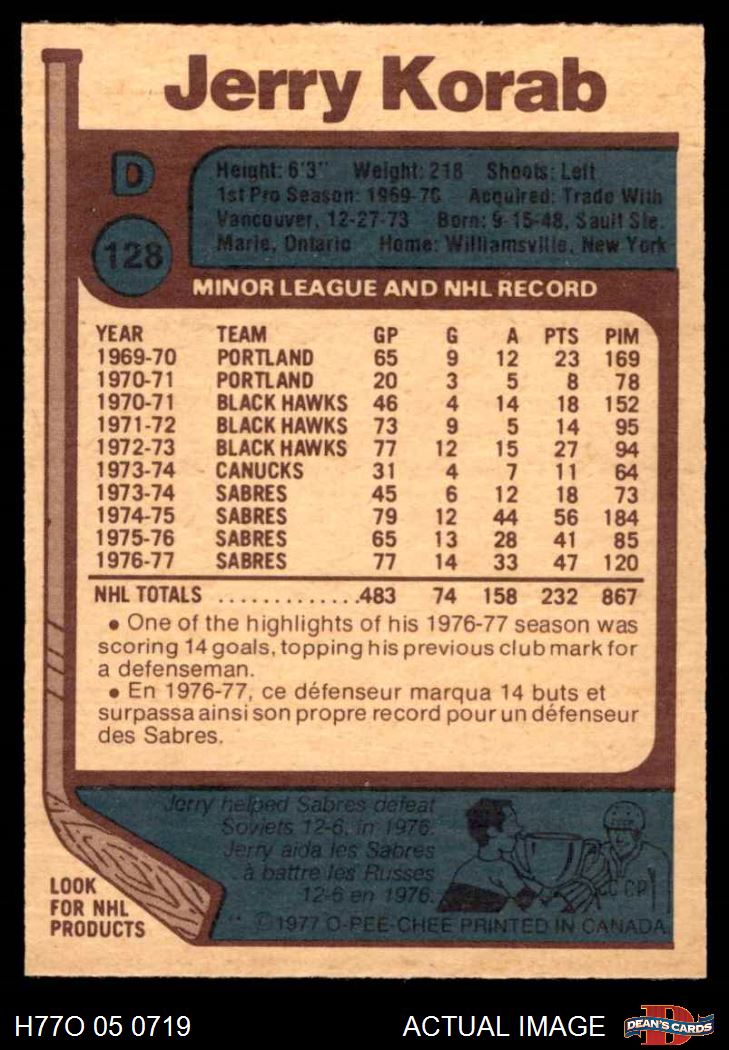 Jerry Korab
D
128
Height: 6'3" Weight: 218 Shoots: Left
1st Pro Season: 1969-70 Acquired: Trade With
Vancouver, 12-27-73 Born: 9-15-48, Sault Ste.
Marie, Ontario Home: Williamsville, New York
MINOR LEAGUE AND NHL RECORD
YEAR TEAM GP G A PTS PIM
1969-70 PORTLAND 65 9 12 23 169
1970-71 PORTLAND 20 3 5 8 78
1970-71 BLACK HAWKS 46 4 14 18 152
1971-72 BLACK HAWKS 73 9 5 14 95
1972-73 BLACK HAWKS 77 12 15 27 94
1973-74 CANUCKS 31 4 7 11 64
1973-74 SABRES 45 6 12 18 73
1974-75 SABRES 79 12 44 56 184
1975-76 SABRES 65 13 28 41 85
1976-77 SABRES 77 14 33 47 120
NHL TOTALS ..............483 74 158 232 867
• One of the highlights of his 1976-77 season was
scoring 14 goals, topping his previous club mark for
a defenseman.
• En 1976-77, ce défenseur marqua 14 buts et
surpassa ainsi son propre record pour un défenseur
des Sabres.
Jerry helped Sabres defeat
Soviets 12-6, in 1976.
Jerry aida les Sabres
à battre les Russes
12-6 en 1976.
CCCP
LOOK
FOR NHL
PRODUCTS
** ©1977 O-PEE-CHEE PRINTED IN CANADA
H77O 05 0719 ACTUAL IMAGE
D
DEAN'S CARDS